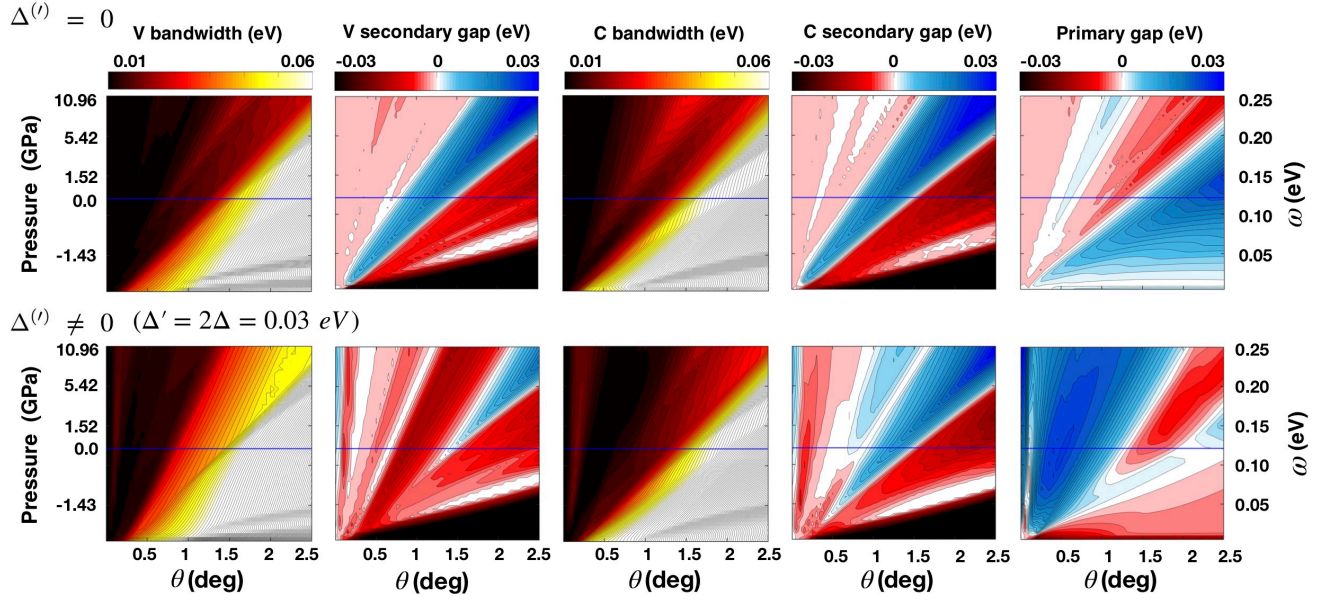 Δ(′) = 0
V bandwidth (eV) V secondary gap (eV) C bandwidth (eV) C secondary gap (eV) Primary gap (eV)
0.01 0.06 -0.03 0 0.03 0.01 0.06 -0.03 0 0.03 -0.03 0 0.03
Pressure (GPa)
10.96
5.42
1.52
0.0
-1.43
0.25
0.20
0.15
0.10
0.05
ω (eV)
Δ(′) ≠ 0 (Δ′ = 2Δ = 0.03 eV)
Pressure (GPa)
10.96
5.42
1.52
0.0
-1.43
0.25
0.20
0.15
0.10
0.05
ω (eV)
0.5 1 1.5 2 2.5 0.5 1 1.5 2 2.5 0.5 1 1.5 2 2.5 0.5 1 1.5 2 2.5 0.5 1 1.5 2 2.5
θ (deg) θ (deg) θ (deg) θ (deg) θ (deg)